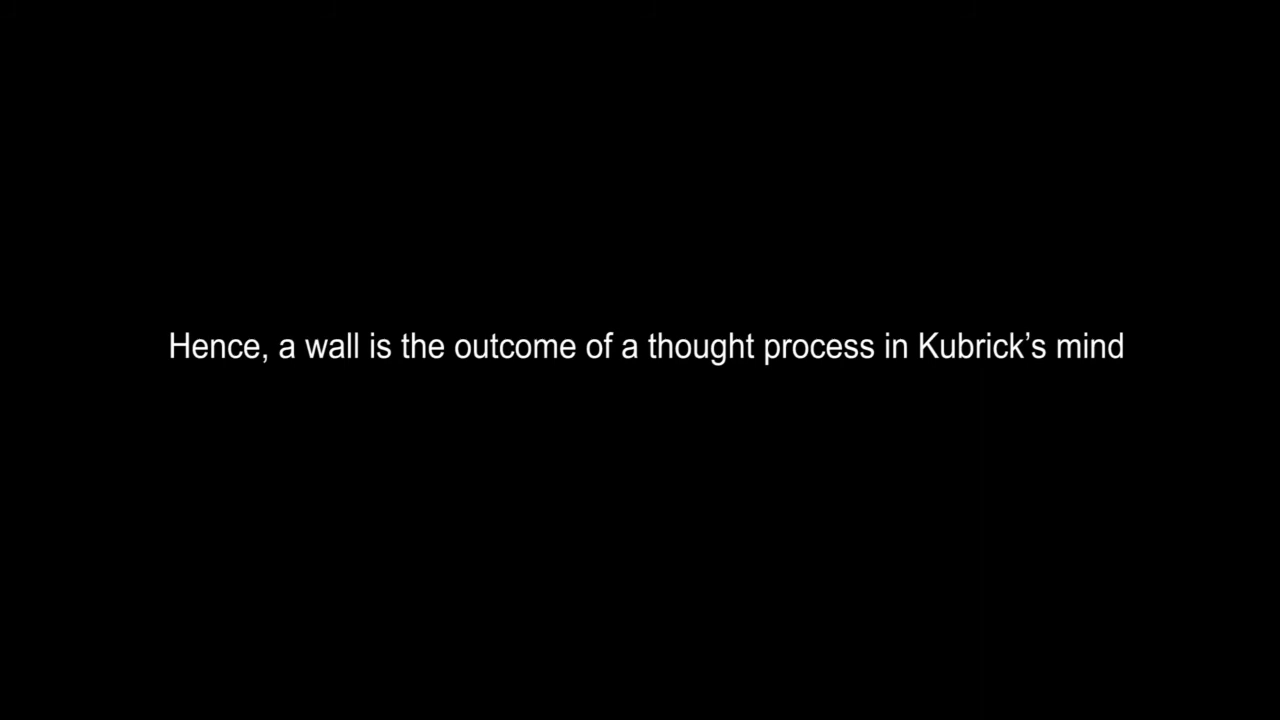 Hence, a wall is the outcome of a thought process in Kubrick’s mind